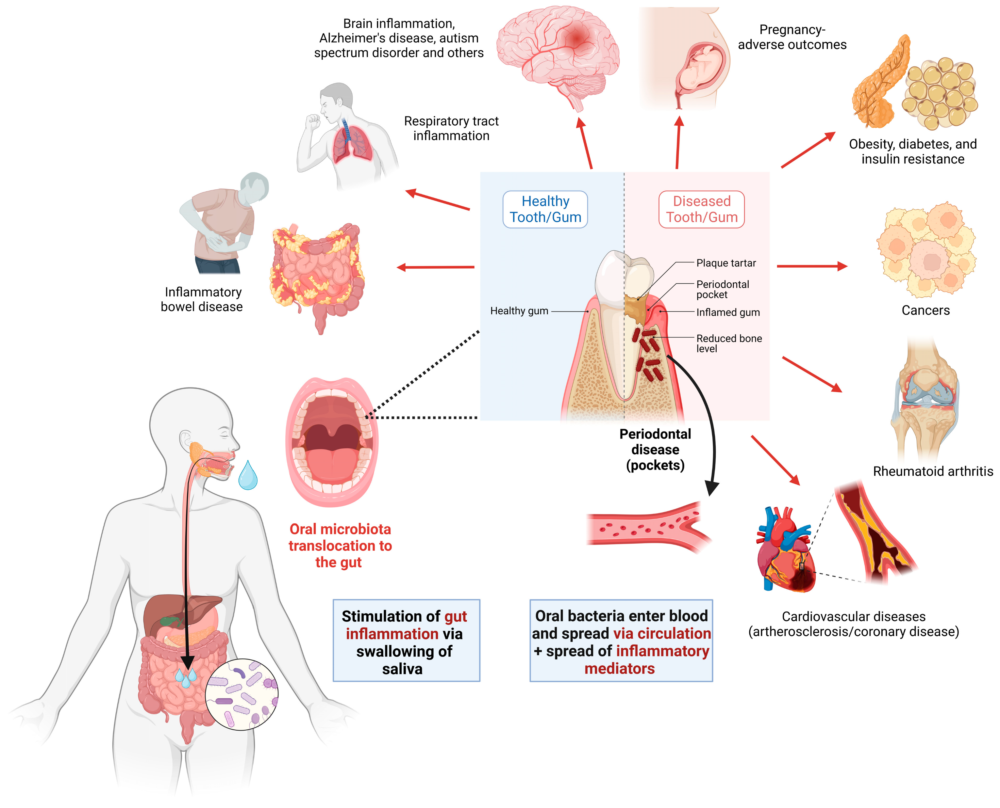 Brain inflammation,
Alzheimer's disease, autism
spectrum disorder and others
Pregnancy-
adverse outcomes
Respiratory tract
inflammation
Obesity, diabetes, and
insulin resistance
Healthy
Tooth/Gum
Diseased
Tooth/Gum
Plaque tartar
Periodontal
pocket
Healthy gum
Inflamed gum
Reduced bone
level
Inflammatory
bowel disease
Cancers
Periodontal
disease
(pockets)
Rheumatoid arthritis
Oral microbiota
translocation to
the gut
Stimulation of gut
inflammation via
swallowing of
saliva
Oral bacteria enter blood
and spread via circulation
+ spread of inflammatory
mediators
Cardiovascular diseases
(artherosclerosis/coronary disease)